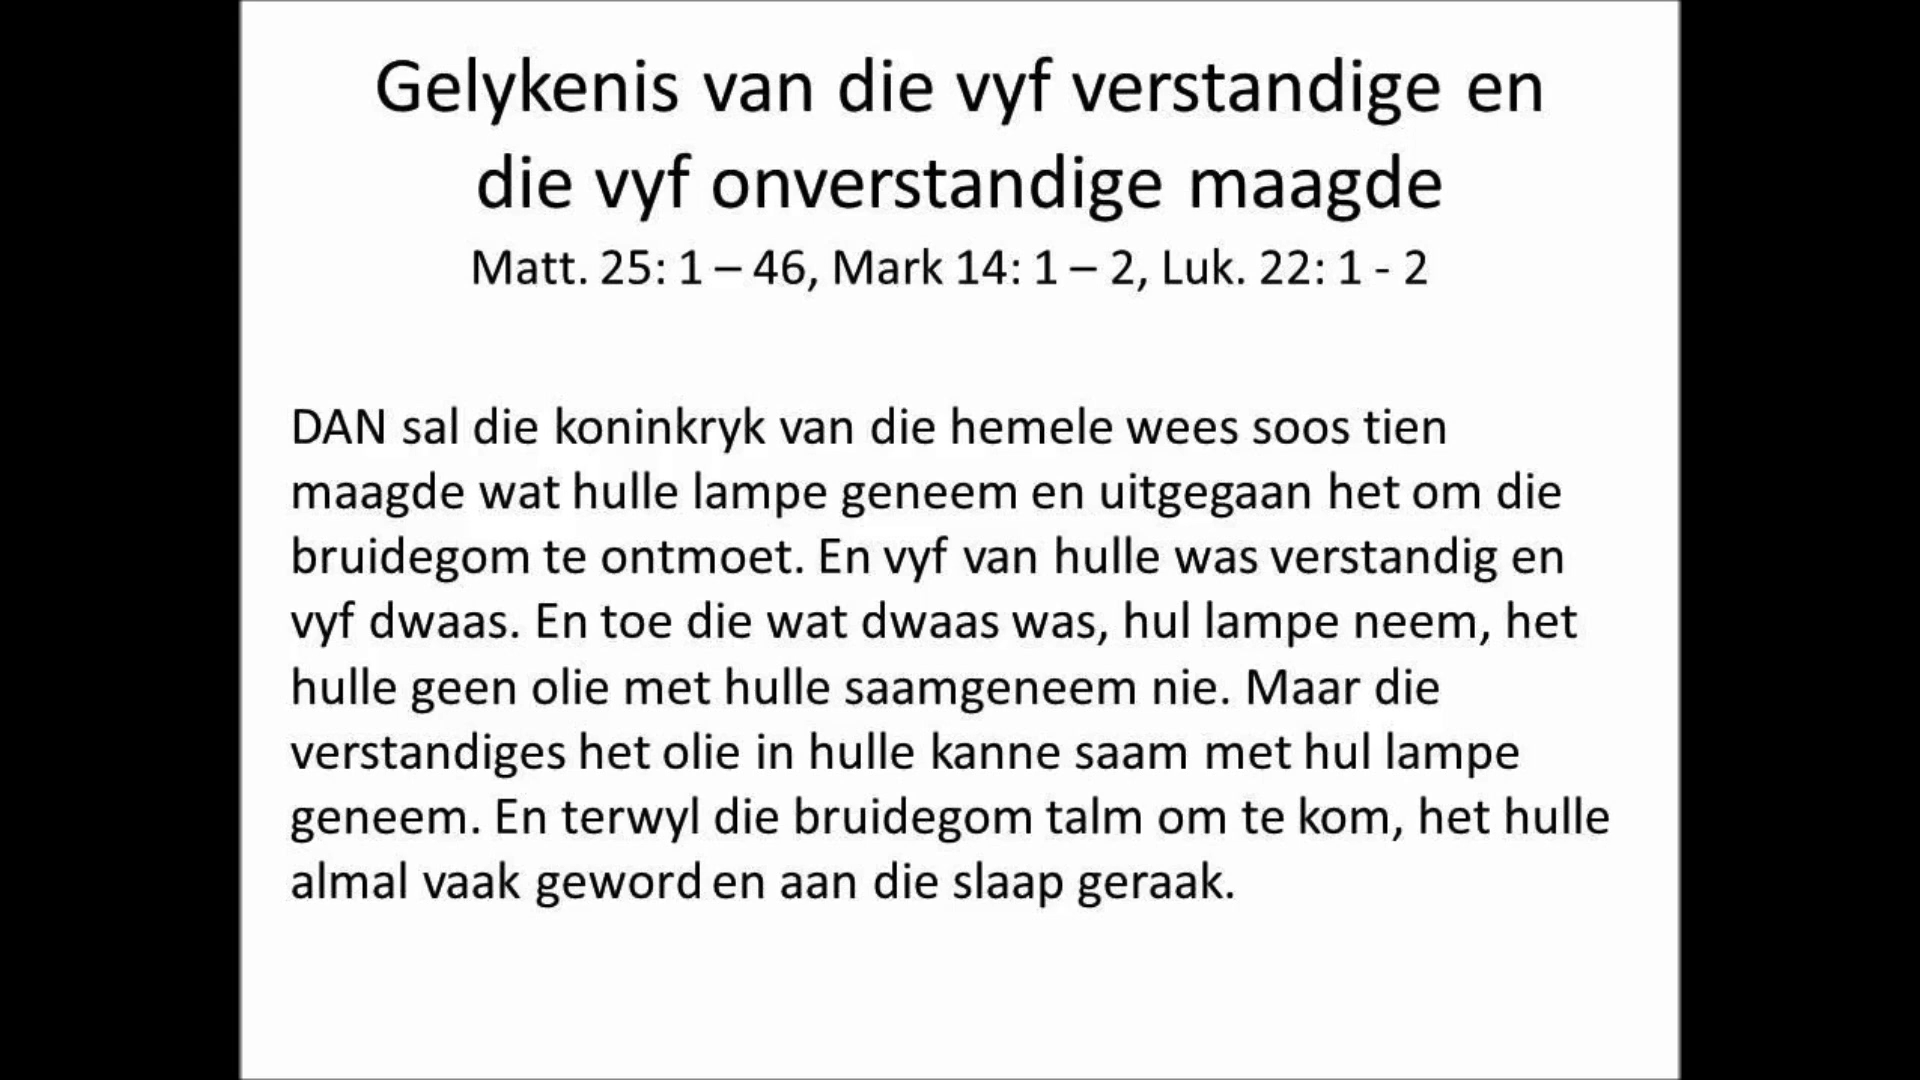 Gelykenis van die vyf verstandige en
die vyf onverstandige maagde
Matt. 25: 1 – 46, Mark 14: 1 – 2, Luk. 22: 1 - 2
DAN sal die koninkryk van die hemele wees soos tien
maagde wat hulle lampe geneem en uitgegaan het om die
bruidegom te ontmoet. En vyf van hulle was verstandig en
vyf dwaas. En toe die wat dwaas was, hul lampe neem, het
hulle geen olie met hulle saamgeneem nie. Maar die
verstandiges het olie in hulle kanne saam met hul lampe
geneem. En terwyl die bruidegom talm om te kom, het hulle
almal vaak geword en aan die slaap geraak.